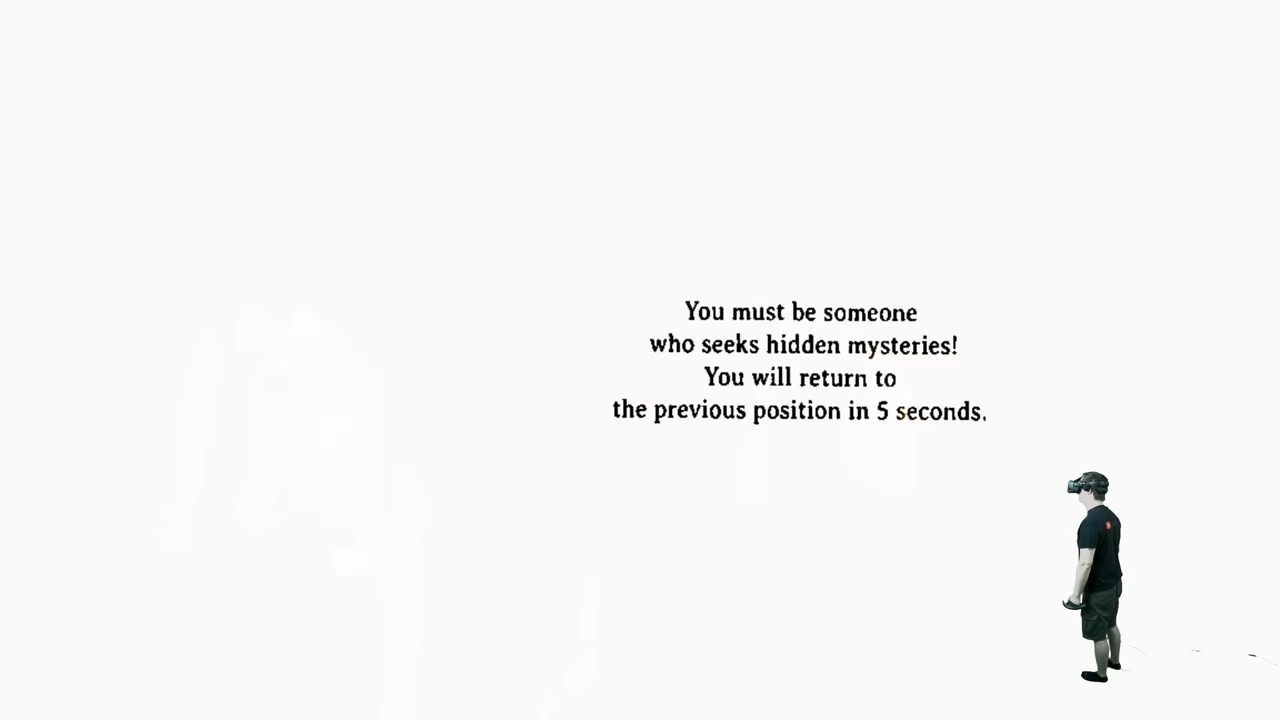 You must be someone
who seeks hidden mysteries!
You will return to
the previous position in 5 seconds.